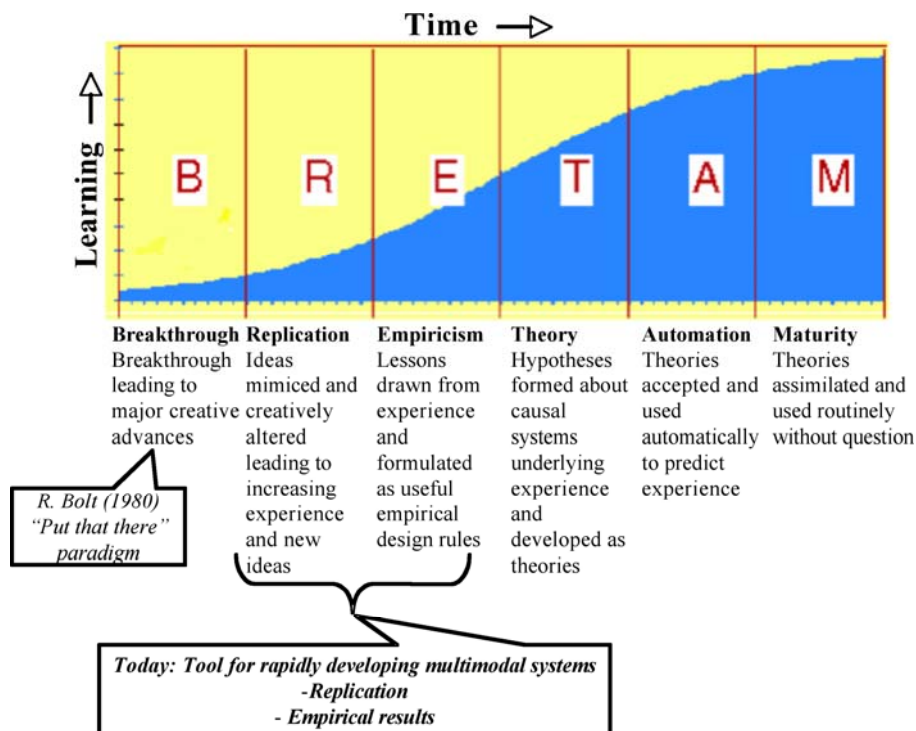 Time
Learning
B R E T A M
Breakthrough
Breakthrough
leading to
major creative
advances
Replication
Ideas
mimiced and
creatively
altered
leading to
increasing
experience
and new
ideas
Empiricism
Lessons
drawn from
experience
and
formulated
as useful
empirical
design rules
Theory
Hypotheses
formed about
causal
systems
underlying
experience
and
developed as
theories
Automation
Theories
accepted and
used
automatically
to predict
experience
Maturity
Theories
assimilated and
used routinely
without question
R. Bolt (1980)
“Put that there”
paradigm
Today: Tool for rapidly developing multimodal systems
-Replication
- Empirical results